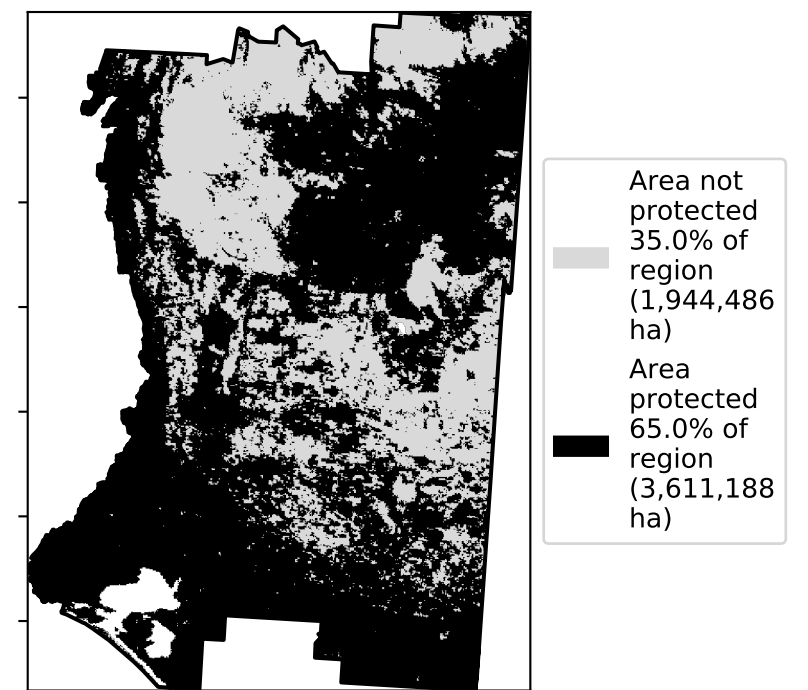 Area not
protected
35.0% of
region
(1,944,486
ha)
Area
protected
65.0% of
region
(3,611,188
ha)